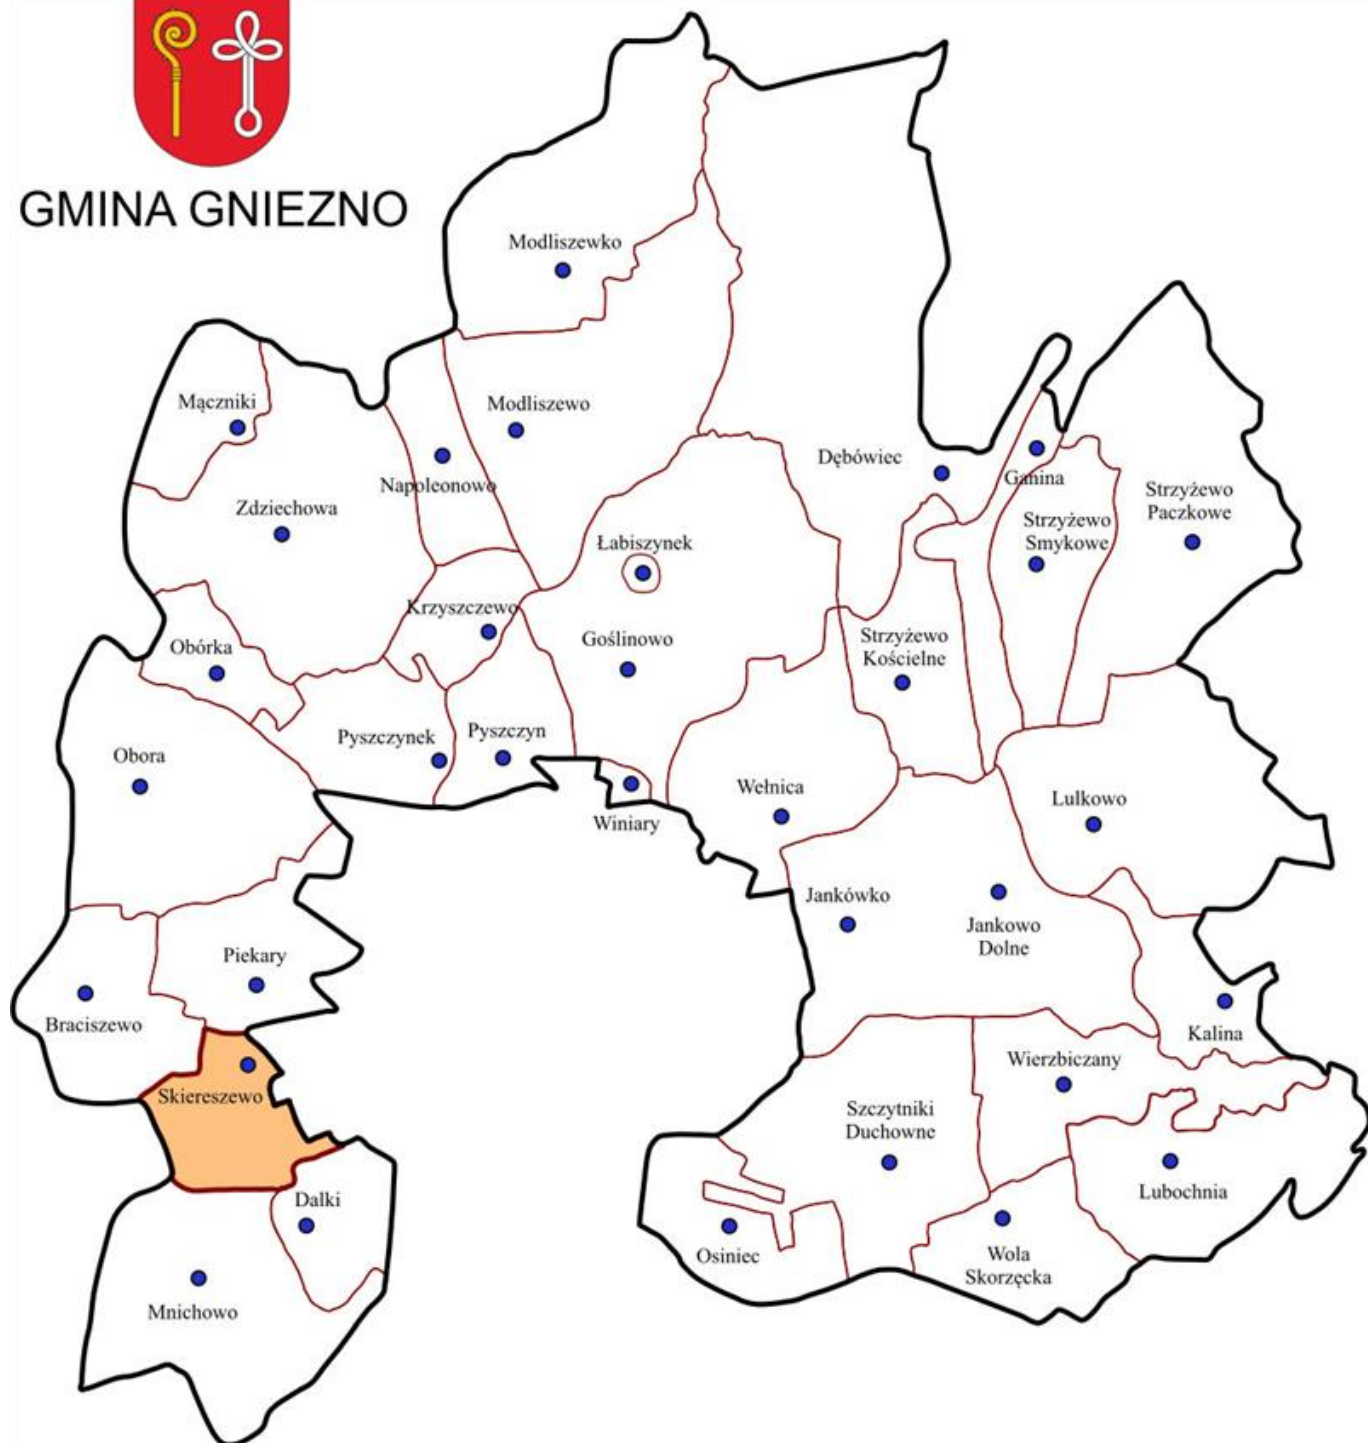 GMINA GNIEZNO
Modliszewko
Mączniki
Modliszewo
Napoleonowo
Zdziechowa
Dębówiec
Ganina
Strzyżewo
Paczkowe
Strzyżewo
Smykowe
Łabiszynek
Krzyszczewo
Goślinowo
Strzyżewo
Kościelne
Obórka
Pyszczynek
Pyszczyn
Obora
Wełnica
Winiary
Lulkowo
Jankówko
Jankowo
Dolne
Piekary
Braciszewo
Kalina
Skiereszewo
Wierzbiczany
Szczytniki
Duchowne
Dalki
Lubochnia
Osiniec
Wola
Skorzęcka
Mnichowo